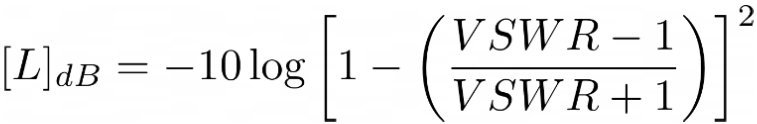 [L]_{dB} = -10 \log \left[ 1 - \left( \frac{VSWR - 1}{VSWR + 1} \right) \right]^2